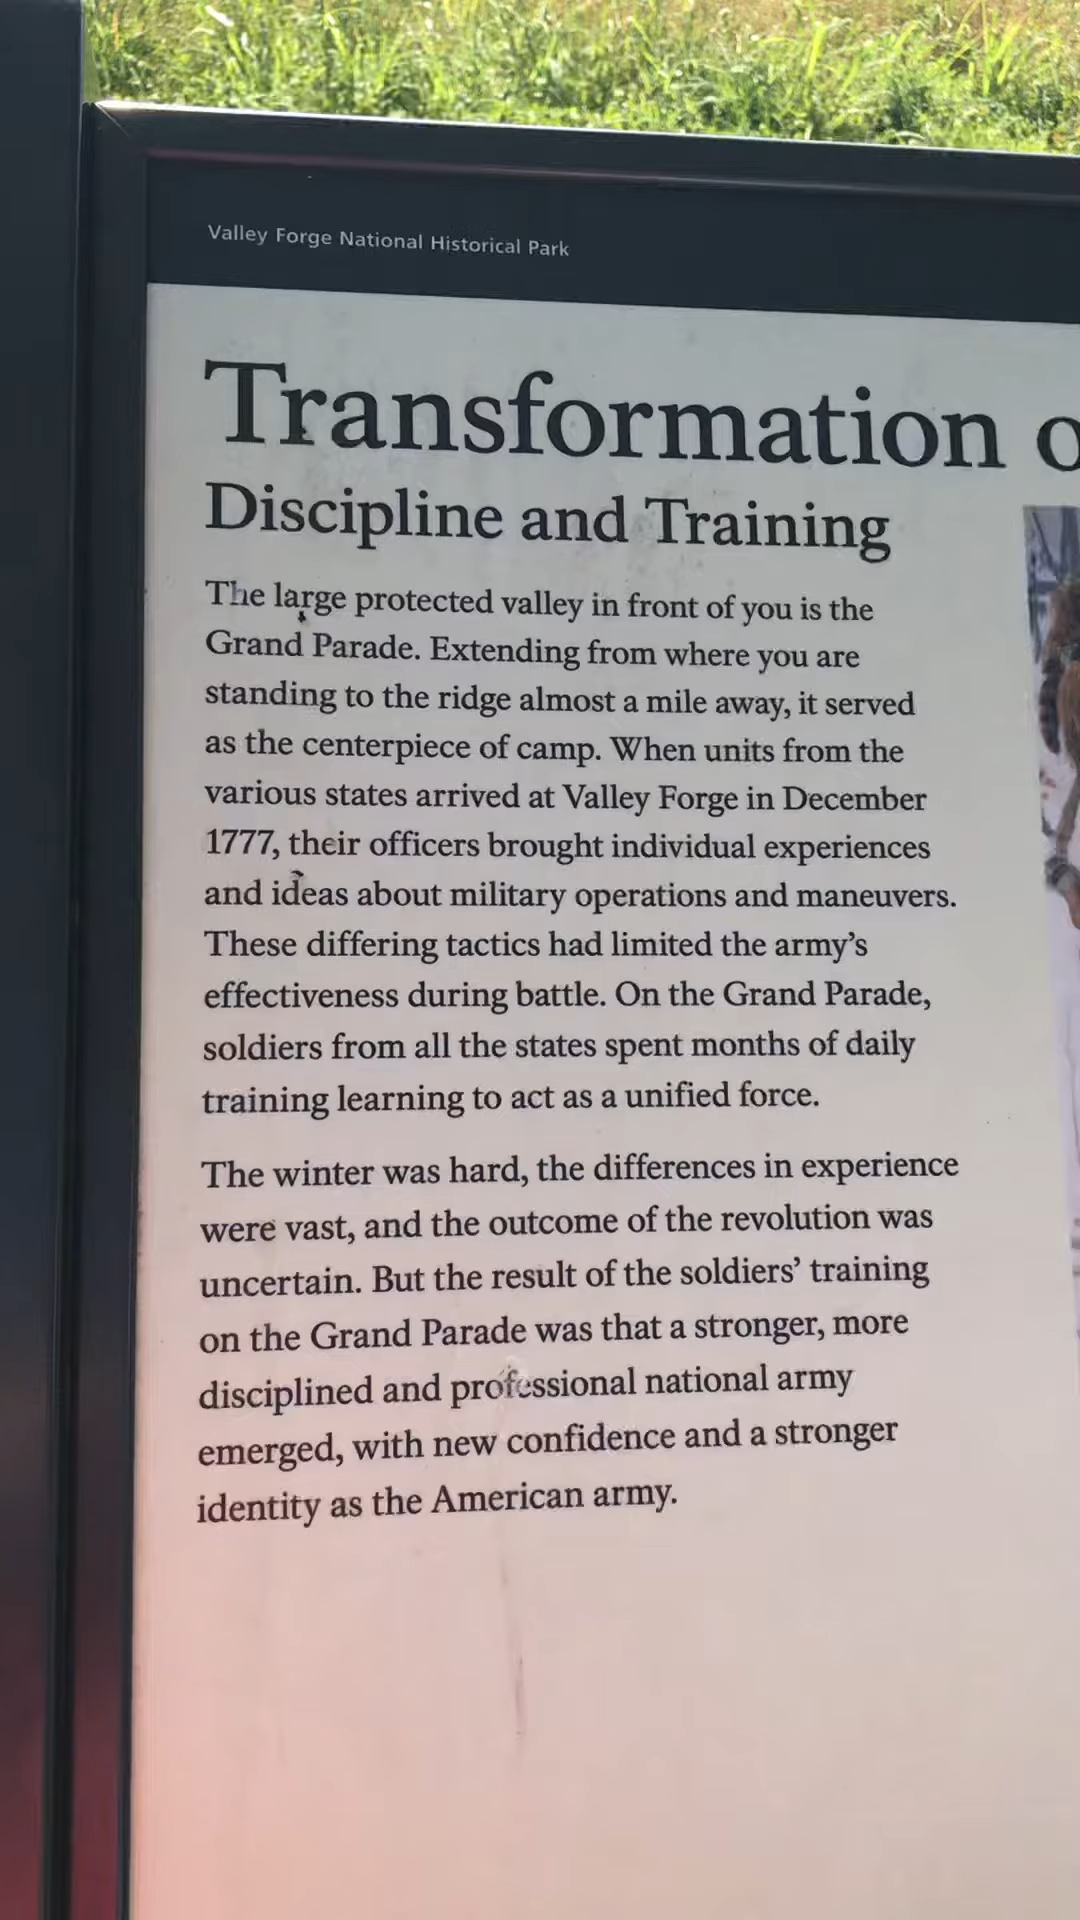 Valley Forge National Historical Park
Transformation o
Discipline and Training
The large protected valley in front of you is the
Grand Parade. Extending from where you are
standing to the ridge almost a mile away, it served
as the centerpiece of camp. When units from the
various states arrived at Valley Forge in December
1777, their officers brought individual experiences
and ideas about military operations and maneuvers.
These differing tactics had limited the army’s
effectiveness during battle. On the Grand Parade,
soldiers from all the states spent months of daily
training learning to act as a unified force.
The winter was hard, the differences in experience
were vast, and the outcome of the revolution was
uncertain. But the result of the soldiers’ training
on the Grand Parade was that a stronger, more
disciplined and professional national army
emerged, with new confidence and a stronger
identity as the American army.